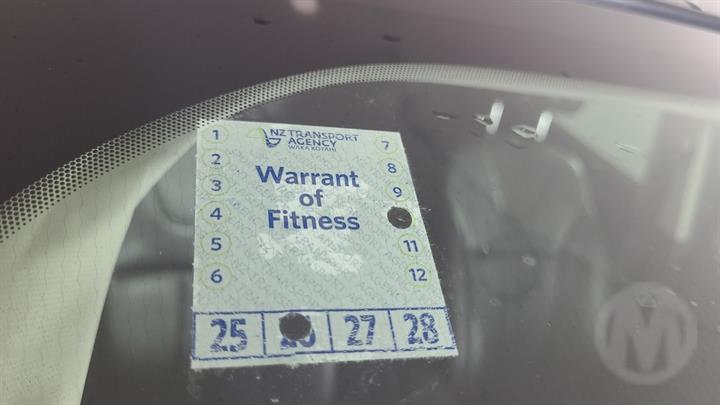 NZ TRANSPORT
AGENCY
WAKA KOTAHI
Warrant
of
Fitness
1
2
3
4
5
6
7
8
9
11
12
25 27 28
M